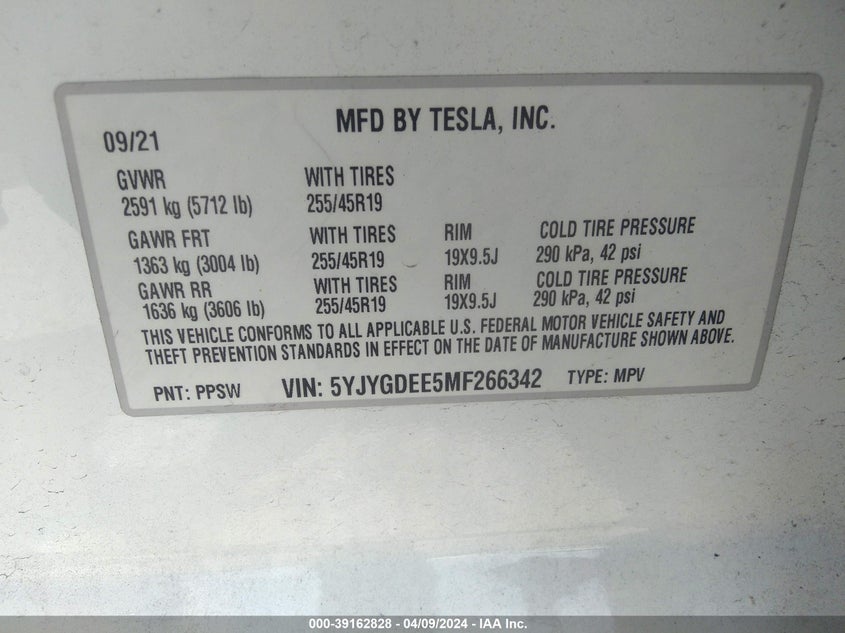 MFD BY TESLA, INC.
09/21
GVWR WITH TIRES
2591 kg (5712 lb) 255/45R19
GAWR FRT WITH TIRES RIM COLD TIRE PRESSURE
1363 kg (3004 lb) 255/45R19 19X9.5J 290 kPa, 42 psi
GAWR RR WITH TIRES RIM COLD TIRE PRESSURE
1636 kg (3606 lb) 255/45R19 19X9.5J 290 kPa, 42 psi
THIS VEHICLE CONFORMS TO ALL APPLICABLE U.S. FEDERAL MOTOR VEHICLE SAFETY AND
THEFT PREVENTION STANDARDS IN EFFECT ON THE DATE OF MANUFACTURE SHOWN ABOVE.
PNT: PPSW VIN: 5YJYGDEE5MF266342 TYPE: MPV
000-39162828 - 04/09/2024 - IAA Inc.